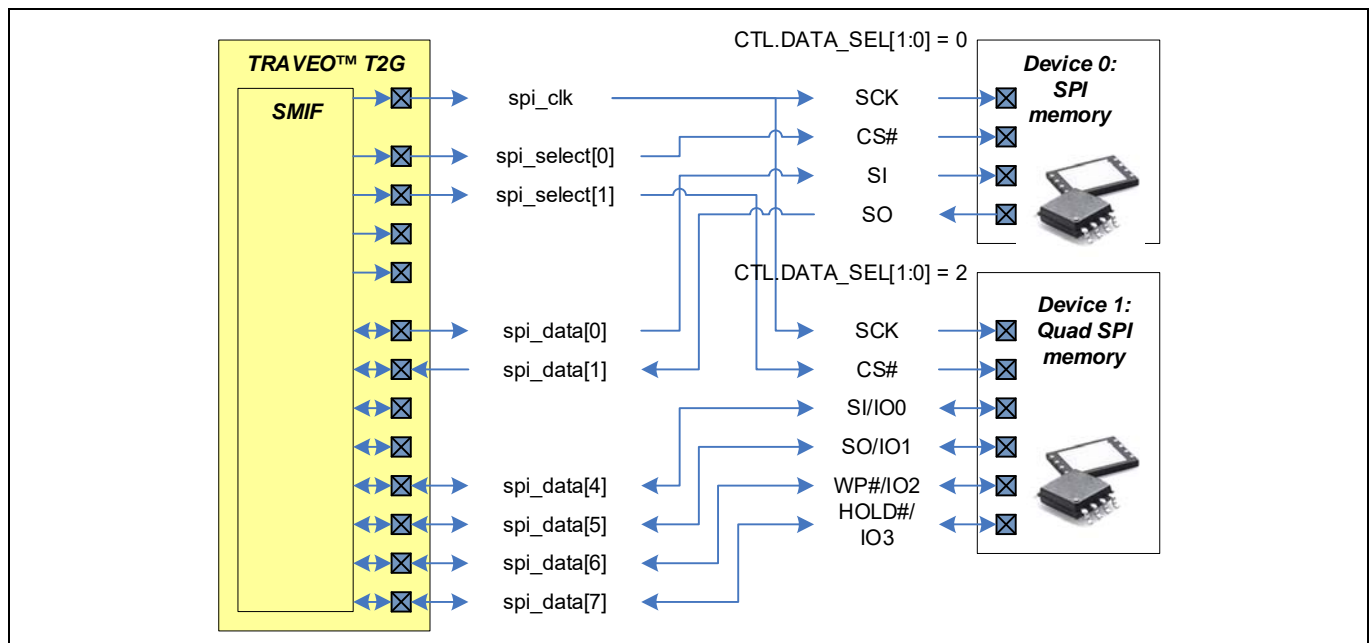 TRAVEO™ T2G
SMIF
spi_clk
spi_select[0]
spi_select[1]
spi_data[0]
spi_data[1]
spi_data[4]
spi_data[5]
spi_data[6]
spi_data[7]
CTL.DATA_SEL[1:0] = 0
SCK
CS#
SI
SO
Device 0:
SPI
memory
CTL.DATA_SEL[1:0] = 2
SCK
CS#
SI/IO0
SO/IO1
WP#/IO2
HOLD#/
IO3
Device 1:
Quad SPI
memory